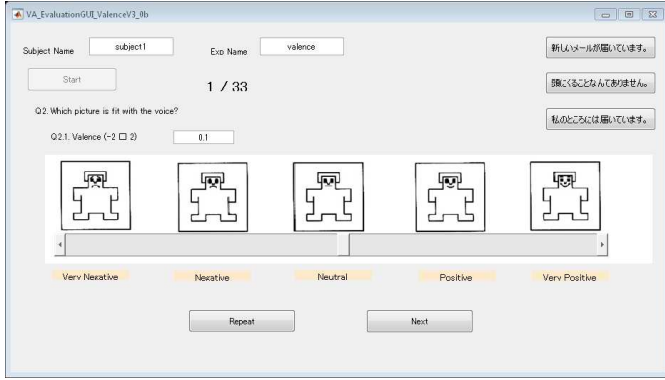 VA_EvaluationGUI_ValenceV3_0b
Subject Name
subject1
Exp Name
valence
新しいメールが届いています。
Start
1 / 33
頭にくることなんてありません。
Q2. Which picture is fit with the voice?
私のところには届いています。
Q2.1. Valence (-2 □ 2)
0.1
Very Negative
Negative
Neutral
Positive
Very Positive
Repeat
Next